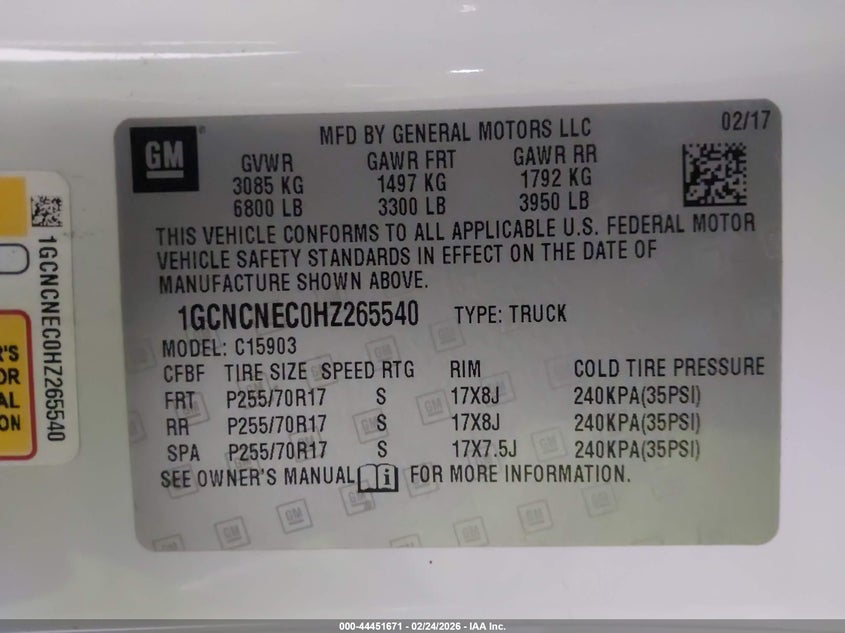 GM
MFD BY GENERAL MOTORS LLC
02/17
GVWR GAWR FRT GAWR RR
3085 KG 1497 KG 1792 KG
6800 LB 3300 LB 3950 LB
THIS VEHICLE CONFORMS TO ALL APPLICABLE U.S. FEDERAL MOTOR
VEHICLE SAFETY STANDARDS IN EFFECT ON THE DATE OF
MANUFACTURE SHOWN ABOVE.
1GCNCNEC0HZ265540 TYPE: TRUCK
MODEL: C15903
CFBF TIRE SIZE SPEED RTG RIM COLD TIRE PRESSURE
FRT P255/70R17 S 17X8J 240KPA(35PSI)
RR P255/70R17 S 17X8J 240KPA(35PSI)
SPA P255/70R17 S 17X7.5J 240KPA(35PSI)
SEE OWNER'S MANUAL FOR MORE INFORMATION.
1GCNCNEC0HZ265540
000-44451671 - 02/24/2026 - IAA Inc.